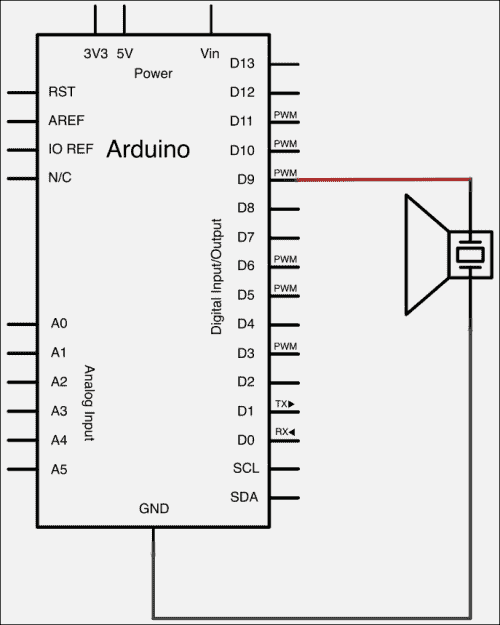 3V3 5V Vin
Power
RST
AREF
IO REF
N/C
Arduino
D13
D12
D11 PWM
D10 PWM
D9 PWM
D8
D7
D6 PWM
D5 PWM
D4
D3 PWM
D2
D1 TX▶
D0 RX◀
SCL
SDA
Digital Input/Output
A0
A1
A2
A3
A4
A5
Analog Input
GND